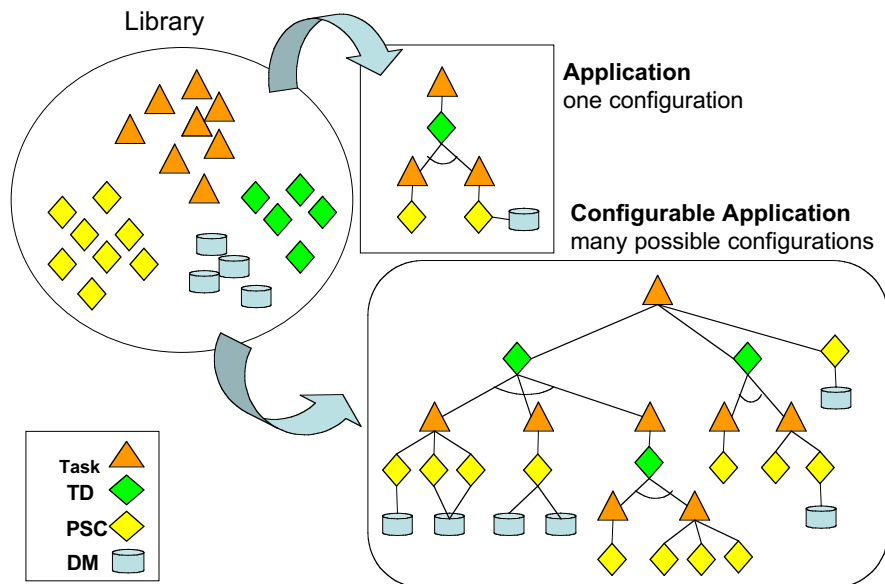 Library
Application
one configuration
Configurable Application
many possible configurations
Task
TD
PSC
DM